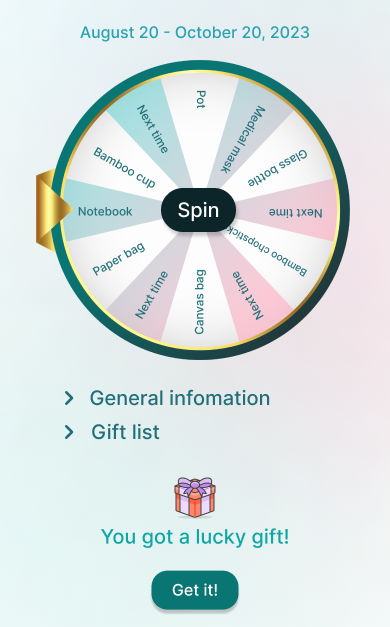 August 20 - October 20, 2023
Pot
Medical mask
Glass bottle
Next time
Bamboo chopstick
Next time
Canvas bag
Next time
Paper bag
Notebook
Bamboo cup
Next time
Spin
General infomation
Gift list
You got a lucky gift!
Get it!